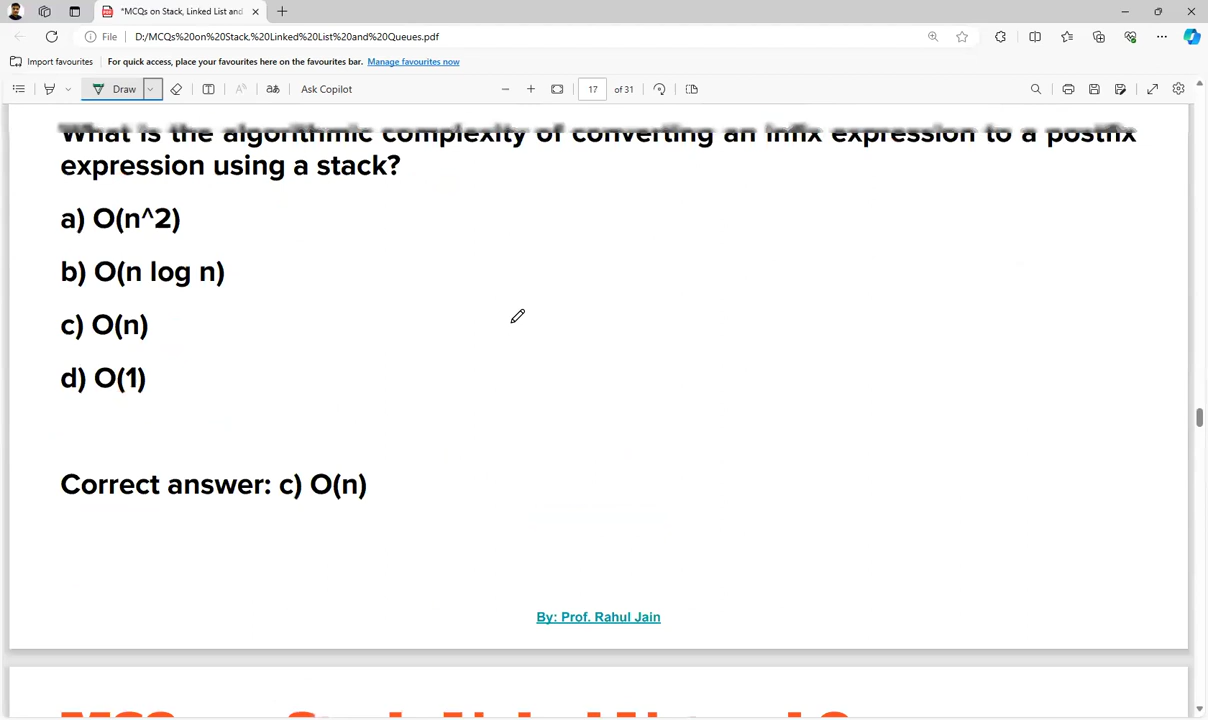 *MCQs on Stack, Linked List and
File D:/MCQs%20on%20Stack,%20Linked%20List%20and%20Queues.pdf
Import favourites For quick access, place your favourites here on the favourites bar. Manage favourites now
Draw Ask Copilot 17 of 31
What is the algorithmic complexity of converting an infix expression to a postfix
expression using a stack?
a) O(n^2)
b) O(n log n)
c) O(n)
d) O(1)
Correct answer: c) O(n)
By: Prof. Rahul Jain